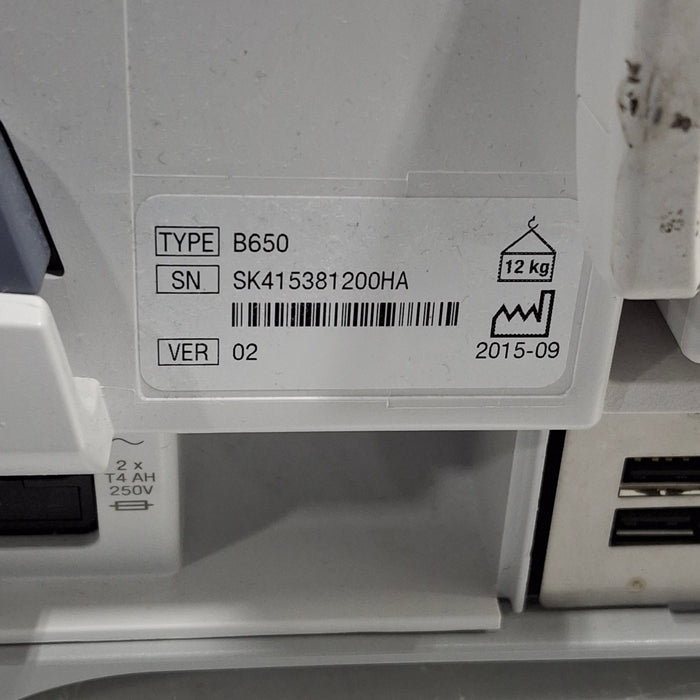 TYPE B650
12 kg
SN SK415381200HA
VER 02
2015-09
2 x
T4 AH
250V